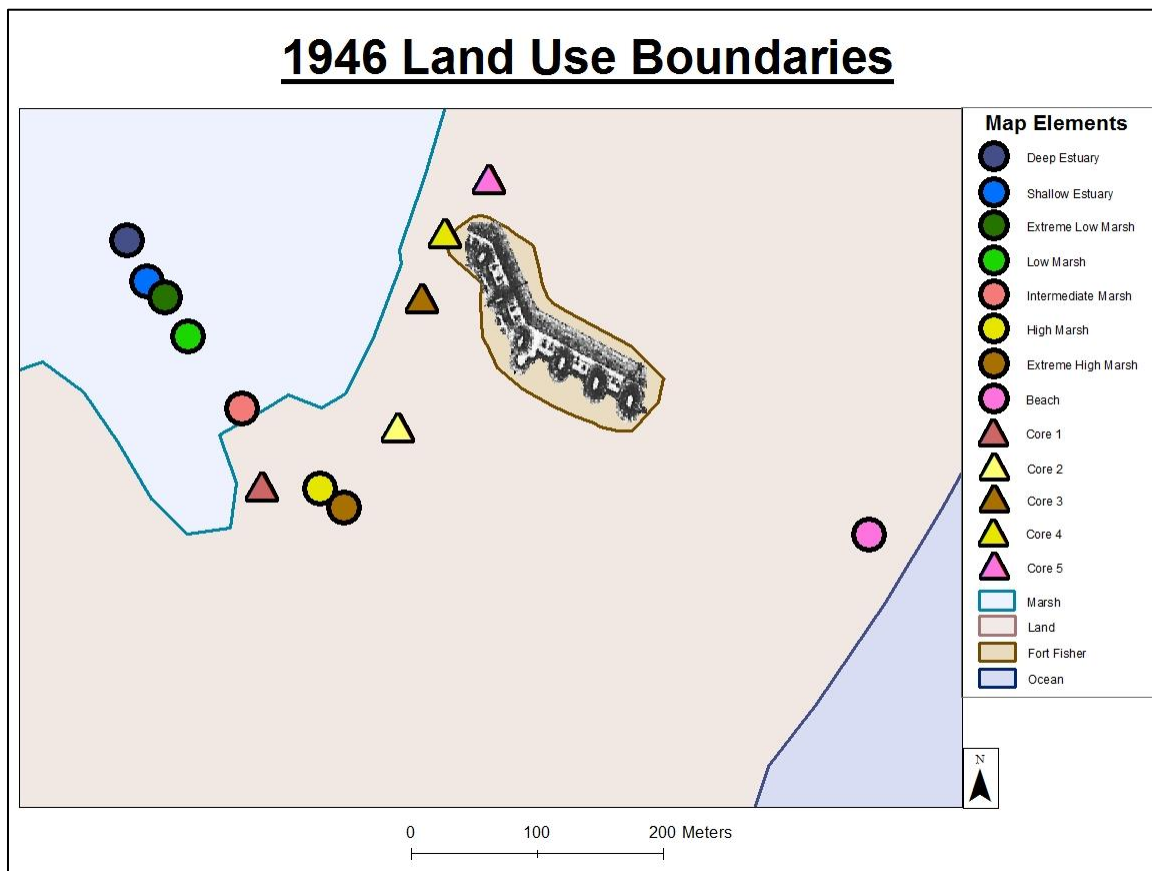 1946 Land Use Boundaries
Map Elements
Deep Estuary
Shallow Estuary
Extreme Low Marsh
Low Marsh
Intermediate Marsh
High Marsh
Extreme High Marsh
Beach
Core 1
Core 2
Core 3
Core 4
Core 5
Marsh
Land
Fort Fisher
Ocean
N
0 100 200 Meters